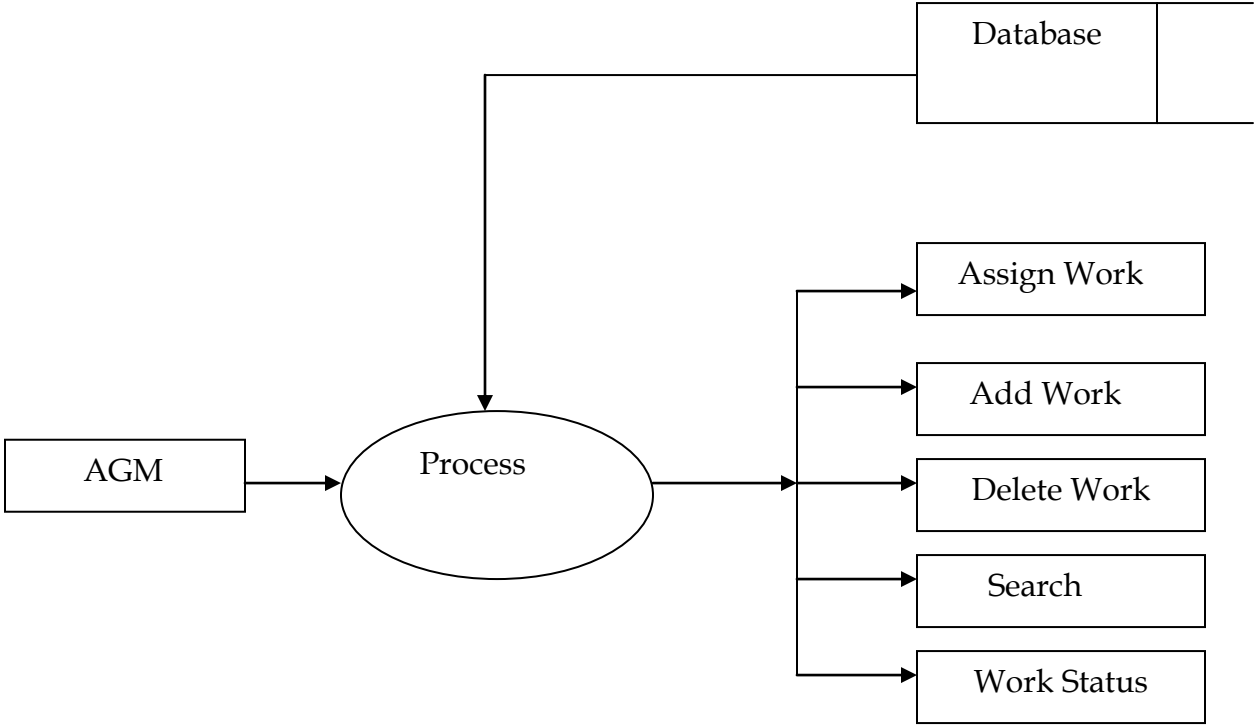 Database
Assign Work
Add Work
AGM
Process
Delete Work
Search
Work Status